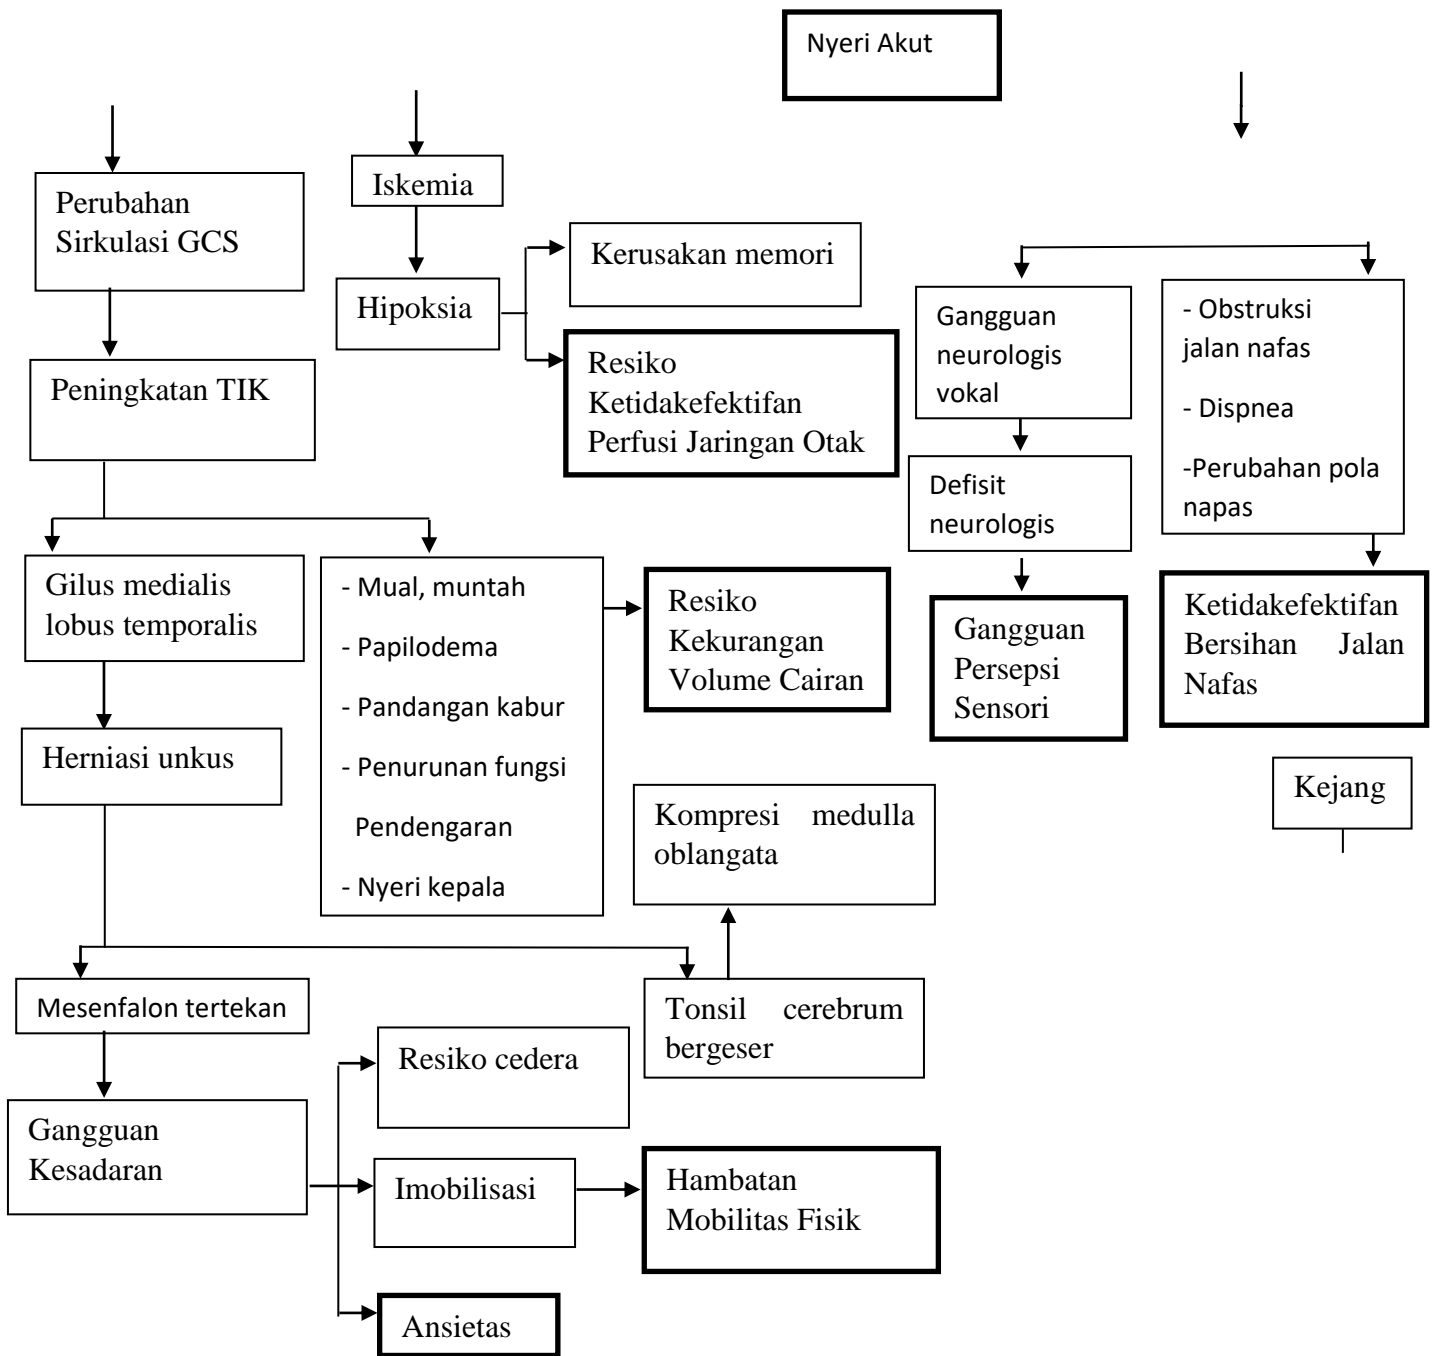 Nyeri Akut
Perubahan
Sirkulasi GCS
Iskemia
Kerusakan memori
Hipoksia
Resiko
Ketidakefektifan
Perfusi Jaringan Otak
Gangguan
neurologis
vokal
- Obstruksi
jalan nafas
- Dispnea
-Perubahan pola
napas
Peningkatan TIK
Defisit
neurologis
Gilus medialis
lobus temporalis
- Mual, muntah
- Papilodema
- Pandangan kabur
- Penurunan fungsi
Pendengaran
- Nyeri kepala
Resiko
Kekurangan
Volume Cairan
Gangguan
Persepsi
Sensori
Ketidakefektifan
Bersihan Jalan
Nafas
Herniasi unkus
Kejang
Kompresi medulla
oblangata
Mesenfalon tertekan
Tonsil cerebrum
bergeser
Resiko cedera
Gangguan
Kesadaran
Imobilisasi
Hambatan
Mobilitas Fisik
Ansietas